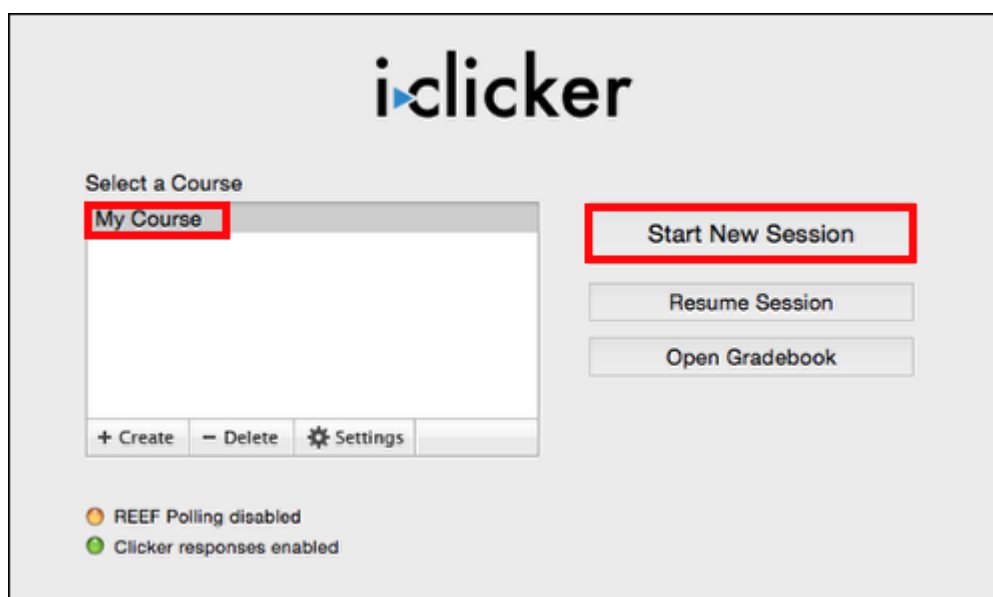 i clicker
Select a Course
My Course
Start New Session
Resume Session
Open Gradebook
+ Create
− Delete
Settings
REEF Polling disabled
Clicker responses enabled